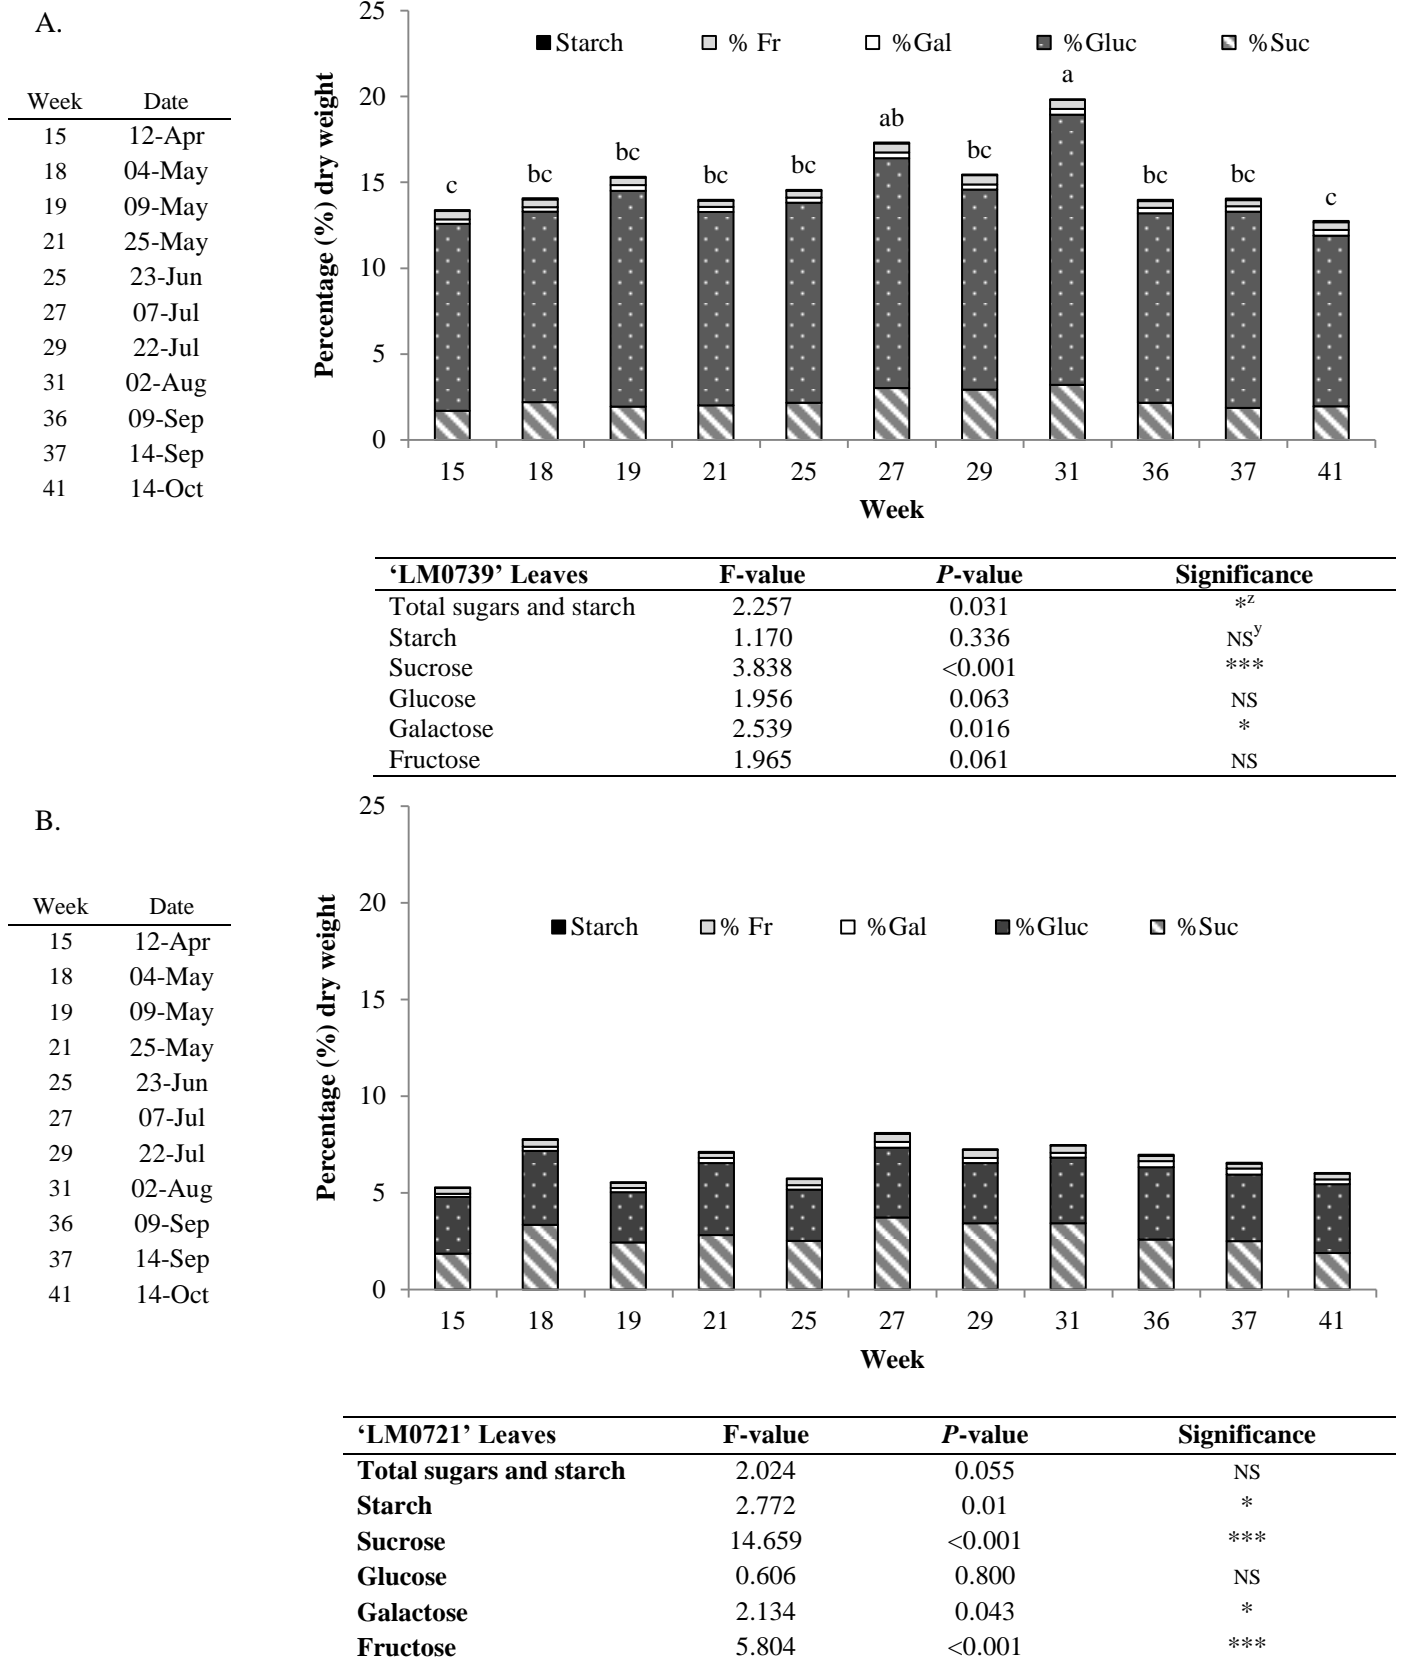 A.
Week Date
15 12-Apr
18 04-May
19 09-May
21 25-May
25 23-Jun
27 07-Jul
29 22-Jul
31 02-Aug
36 09-Sep
37 14-Sep
41 14-Oct
Percentage (%) dry weight
25
20
15
10
5
0
Starch % Fr %Gal %Gluc %Suc
c bc bc bc bc ab bc a bc bc c
15 18 19 21 25 27 29 31 36 37 41
Week
‘LM0739’ Leaves F-value P-value Significance
Total sugars and starch 2.257 0.031 *z
Starch 1.170 0.336 NSy
Sucrose 3.838 <0.001 ***
Glucose 1.956 0.063 NS
Galactose 2.539 0.016 *
Fructose 1.965 0.061 NS
B.
Week Date
15 12-Apr
18 04-May
19 09-May
21 25-May
25 23-Jun
27 07-Jul
29 22-Jul
31 02-Aug
36 09-Sep
37 14-Sep
41 14-Oct
Percentage (%) dry weight
25
20
15
10
5
0
Starch % Fr %Gal %Gluc %Suc
15 18 19 21 25 27 29 31 36 37 41
Week
‘LM0721’ Leaves F-value P-value Significance
Total sugars and starch 2.024 0.055 NS
Starch 2.772 0.01 *
Sucrose 14.659 <0.001 ***
Glucose 0.606 0.800 NS
Galactose 2.134 0.043 *
Fructose 5.804 <0.001 ***